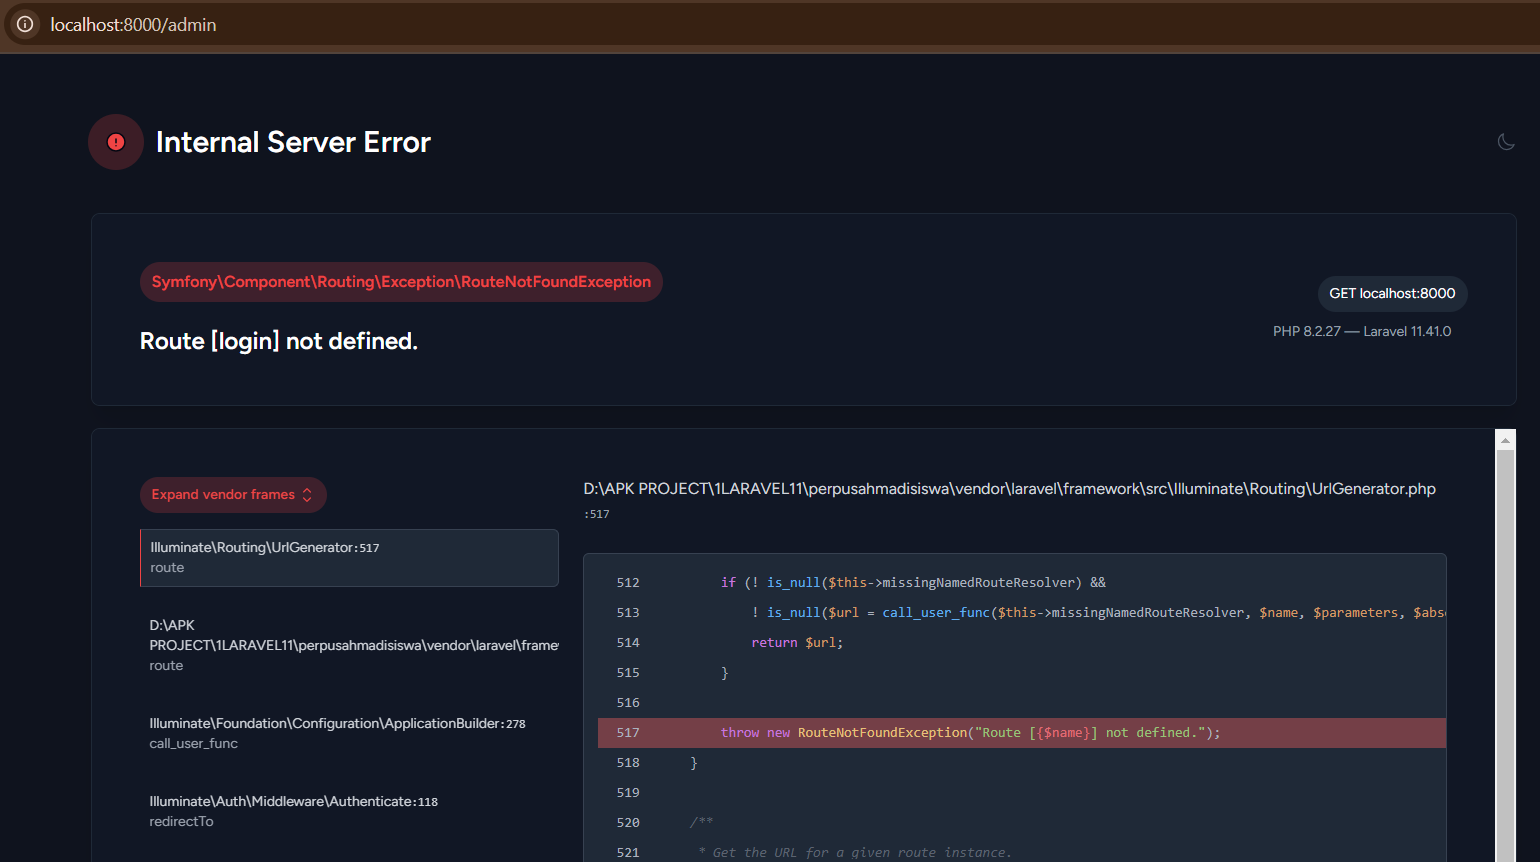 localhost:8000/admin
Internal Server Error
Symfony\Component\Routing\Exception\RouteNotFoundException
GET localhost:8000
Route [login] not defined.
PHP 8.2.27 — Laravel 11.41.0
Expand vendor frames
Illuminate\Routing\UrlGenerator:517
route
D:\APK
PROJECT\1LARAVEL11\perpusahmadisiswa\vendor\laravel\frame
route
Illuminate\Foundation\Configuration\ApplicationBuilder:278
call_user_func
Illuminate\Auth\Middleware\Authenticate:118
redirectTo
D:\APK PROJECT\1LARAVEL11\perpusahmadisiswa\vendor\laravel\framework\src\Illuminate\Routing\UrlGenerator.php
:517
512 if (! is_null($this->missingNamedRouteResolver) &&
513 ! is_null($url = call_user_func($this->missingNamedRouteResolver, $name, $parameters, $abs
514 return $url;
515 }
516
517 throw new RouteNotFoundException("Route [{$name}] not defined.");
518 }
519
520 /**
521 * Get the URL for a given route instance.